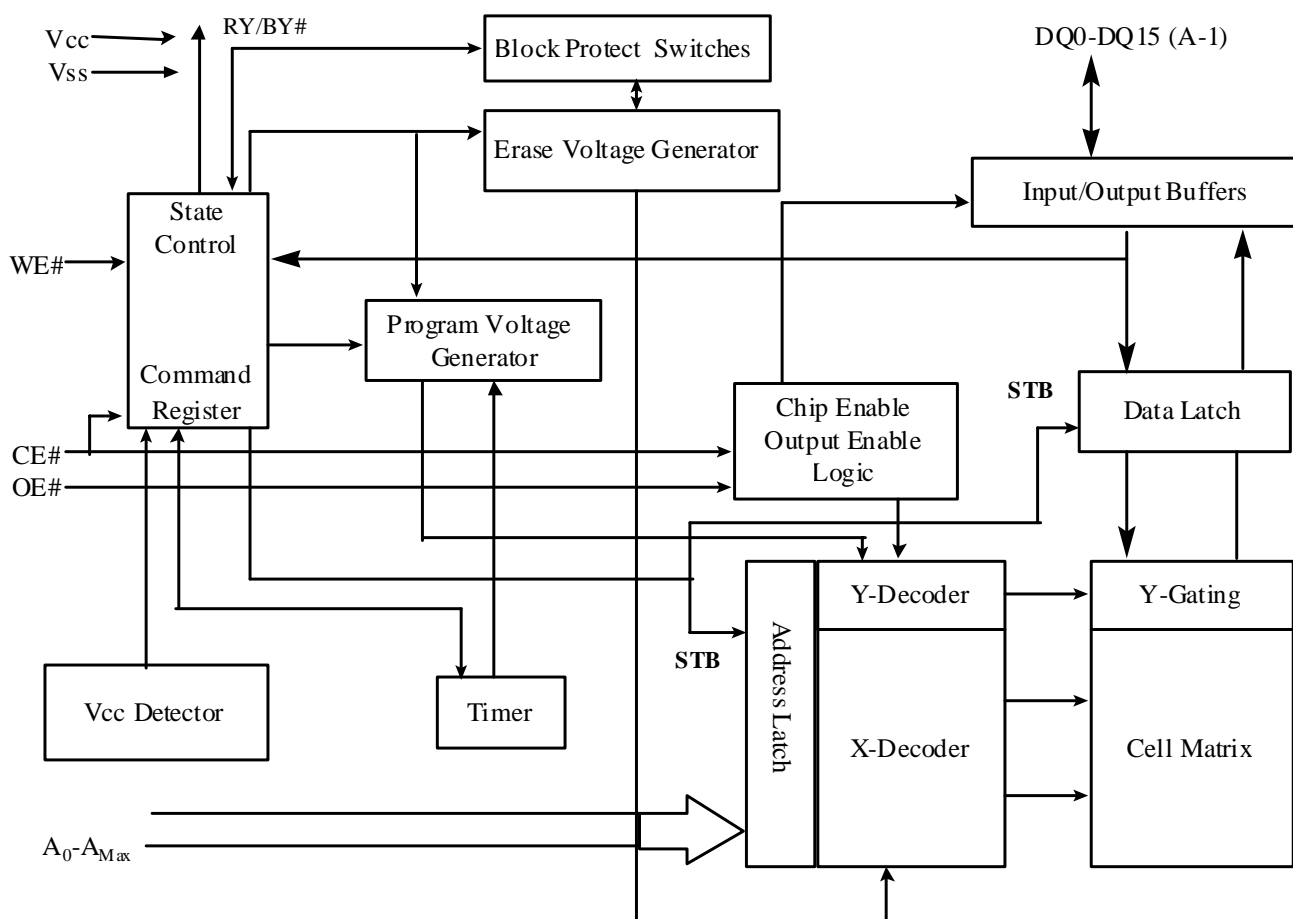 RY/BY#
Vcc
Vss
Block Protect Switches
DQ0-DQ15 (A-1)
Erase Voltage Generator
Input/Output Buffers
State
Control
WE#
Program Voltage
Generator
Command
Register
STB
Chip Enable
Output Enable
Logic
Data Latch
CE#
OE#
Y-Decoder
Y-Gating
STB
Address Latch
Vcc Detector
Timer
X-Decoder
Cell Matrix
A0-AMax